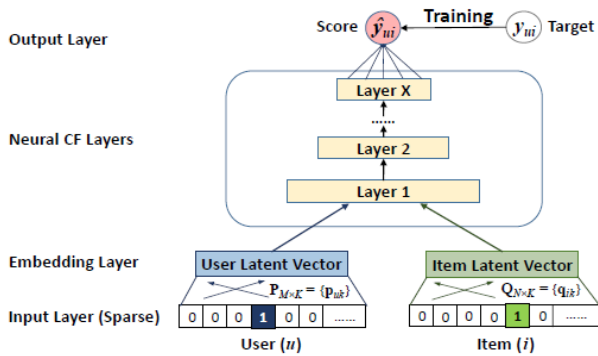 Output Layer
Score ŷui Training yui Target
Layer X
......
Neural CF Layers
Layer 2
Layer 1
Embedding Layer
User Latent Vector
Item Latent Vector
P M×K = {puk}
Q N×K = {qik}
Input Layer (Sparse)
0 0 0 1 0 0 ......
0 0 0 0 1 0 ......
User (u)
Item (i)